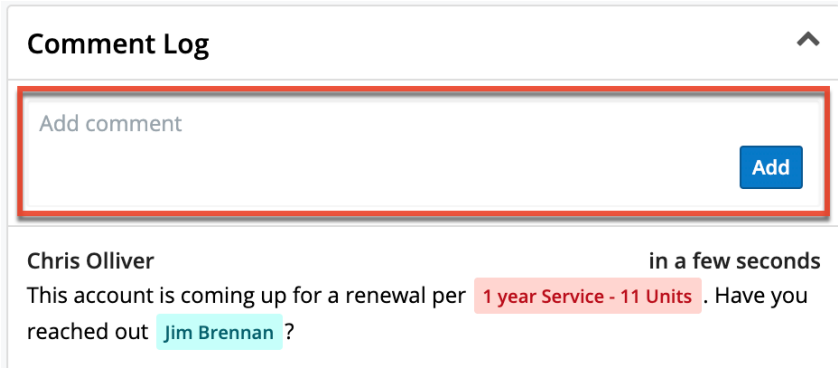 Comment Log
Add comment
Add
Chris Olliver in a few seconds
This account is coming up for a renewal per 1 year Service - 11 Units . Have you
reached out Jim Brennan ?